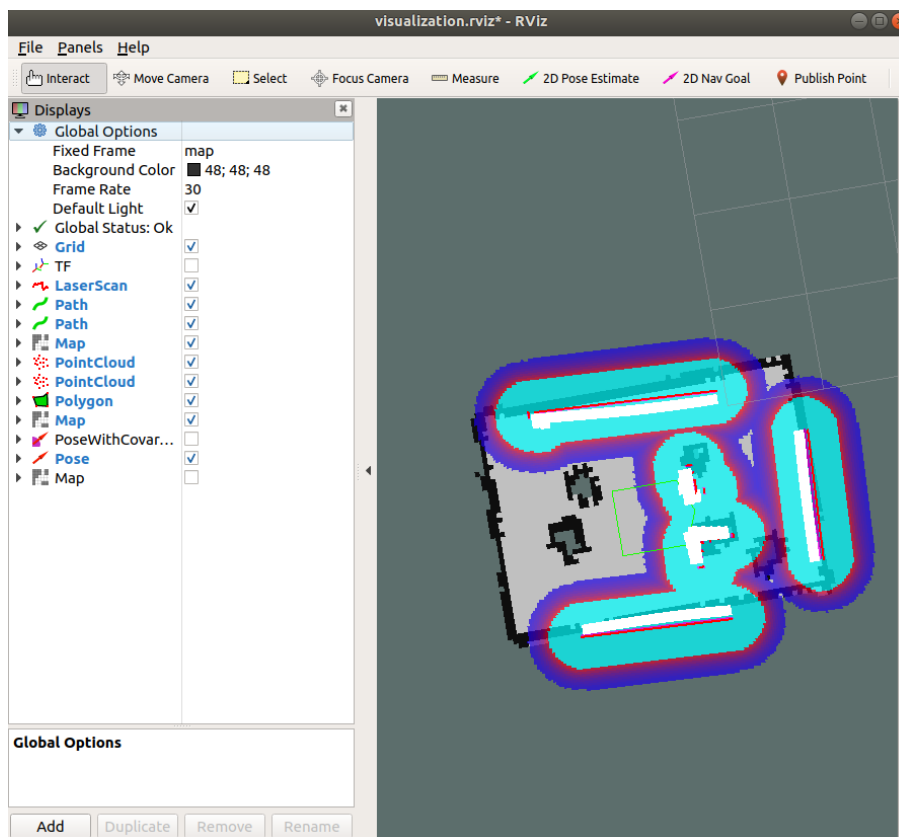 visualization.rviz* - RViz
File Panels Help
Interact Move Camera Select Focus Camera Measure 2D Pose Estimate 2D Nav Goal Publish Point
Displays
Global Options
Fixed Frame map
Background Color 48; 48; 48
Frame Rate 30
Default Light
Global Status: Ok
Grid
TF
LaserScan
Path
Path
Map
PointCloud
PointCloud
Polygon
Map
PoseWithCovar...
Pose
Map
Global Options
Add Duplicate Remove Rename